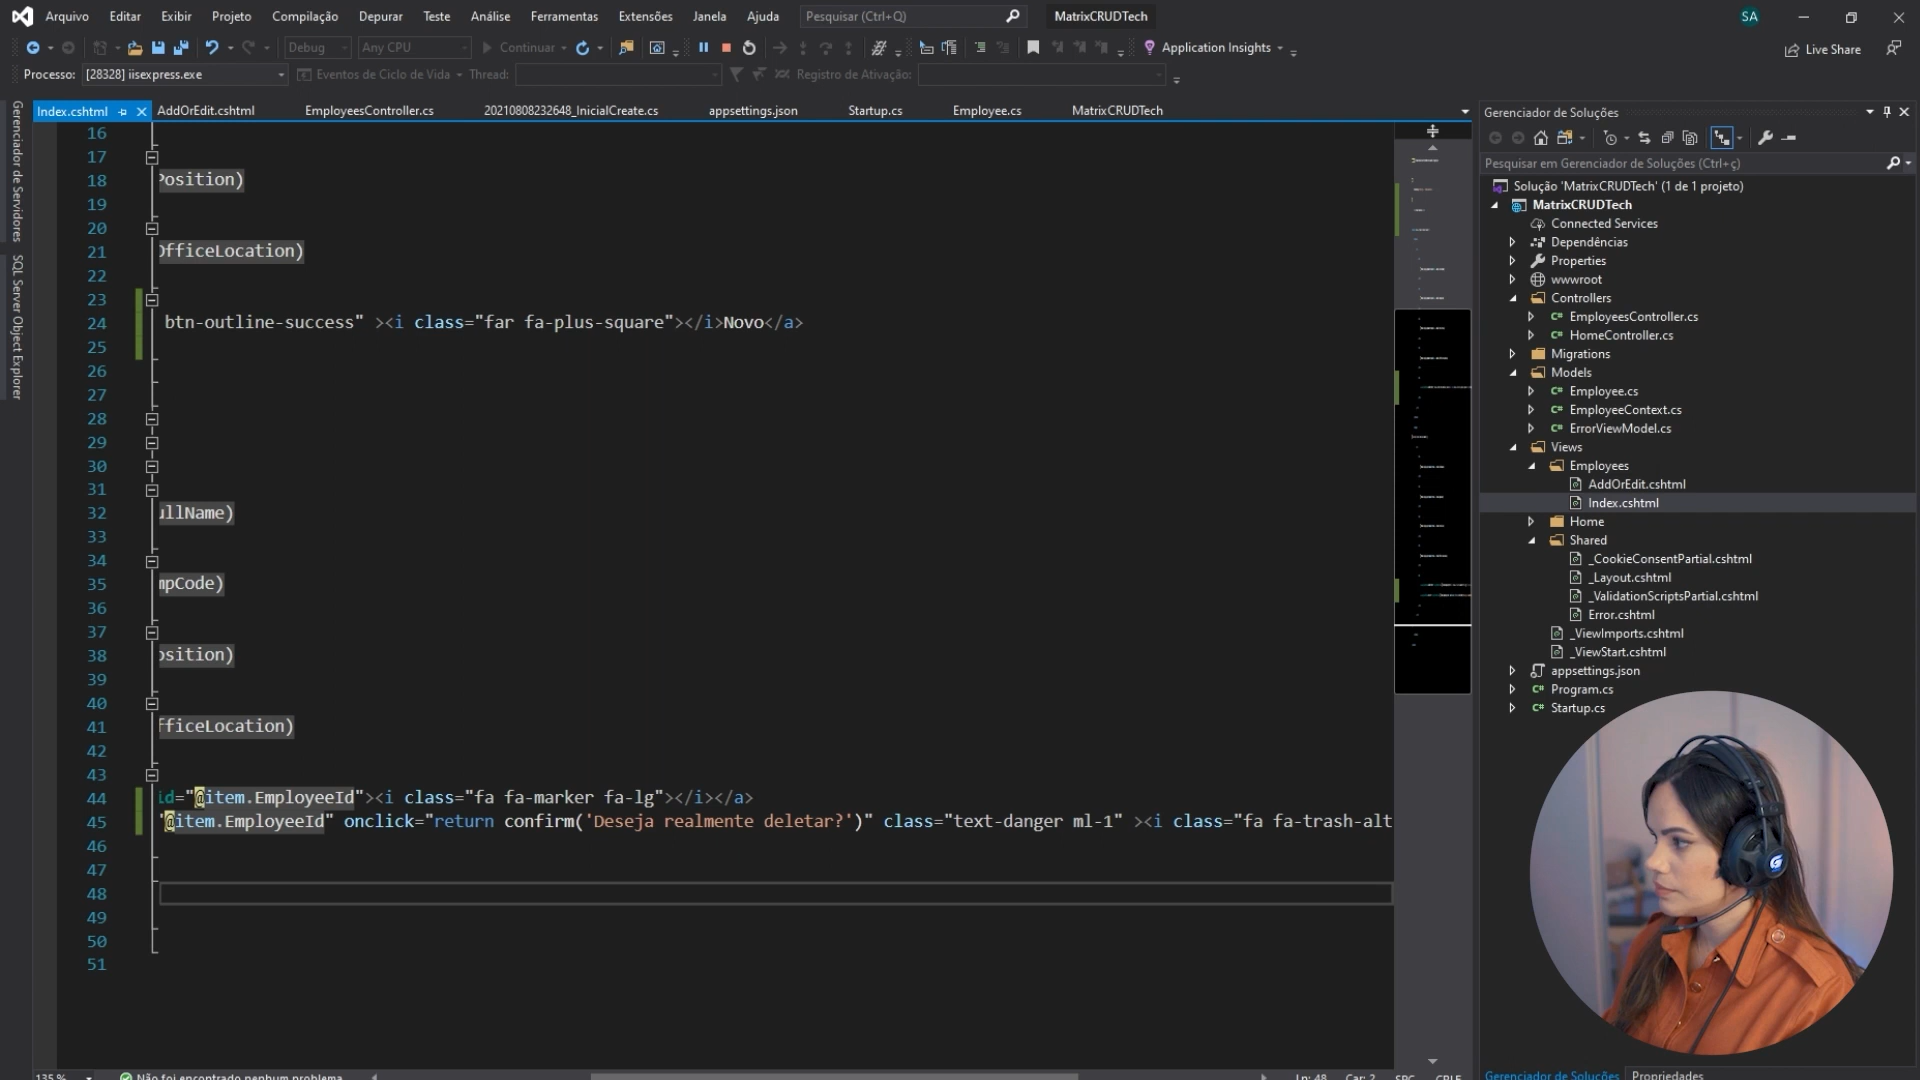 Arquivo Editar Exibir Projeto Compilação Depurar Teste Análise Ferramentas Extensões Janela Ajuda Pesquisar (Ctrl+Q) MatrixCRUDTech SA
Debug Any CPU Continuar Application Insights Live Share
Processo: [28328] iisexpress.exe Eventos de Ciclo de Vida Thread: Registro de Ativação:
Index.cshtml AddOrEdit.cshtml EmployeesController.cs 20210808232648_InicialCreate.cs appsettings.json Startup.cs Employee.cs MatrixCRUDTech
Gerenciador de Servidores
SQL Server Object Explorer
16
17
18 Position)
19
20
21 OfficeLocation)
22
23
24 btn-outline-success" ><i class="far fa-plus-square"></i>Novo</a>
25
26
27
28
29
30
31
32 ullName)
33
34
35 mpCode)
36
37
38 osition)
39
40
41 fficeLocation)
42
43
44 id="@item.EmployeeId"><i class="fa fa-marker fa-lg"></i></a>
45 "@item.EmployeeId" onclick="return confirm('Deseja realmente deletar?')" class="text-danger ml-1" ><i class="fa fa-trash-alt
46
47
48
49
50
51
135 % Não foi encontrado nenhum problema Ln: 48 Car: 2 SPC CRLF
Gerenciador de Soluções
Pesquisar em Gerenciador de Soluções (Ctrl+ç)
Solução 'MatrixCRUDTech' (1 de 1 projeto)
MatrixCRUDTech
Connected Services
Dependências
Properties
wwwroot
Controllers
C# EmployeesController.cs
C# HomeController.cs
Migrations
Models
C# Employee.cs
C# EmployeeContext.cs
C# ErrorViewModel.cs
Views
Employees
AddOrEdit.cshtml
Index.cshtml
Home
Shared
_CookieConsentPartial.cshtml
_Layout.cshtml
_ValidationScriptsPartial.cshtml
Error.cshtml
_ViewImports.cshtml
_ViewStart.cshtml
appsettings.json
C# Program.cs
C# Startup.cs
Gerenciador de Soluções Propriedades